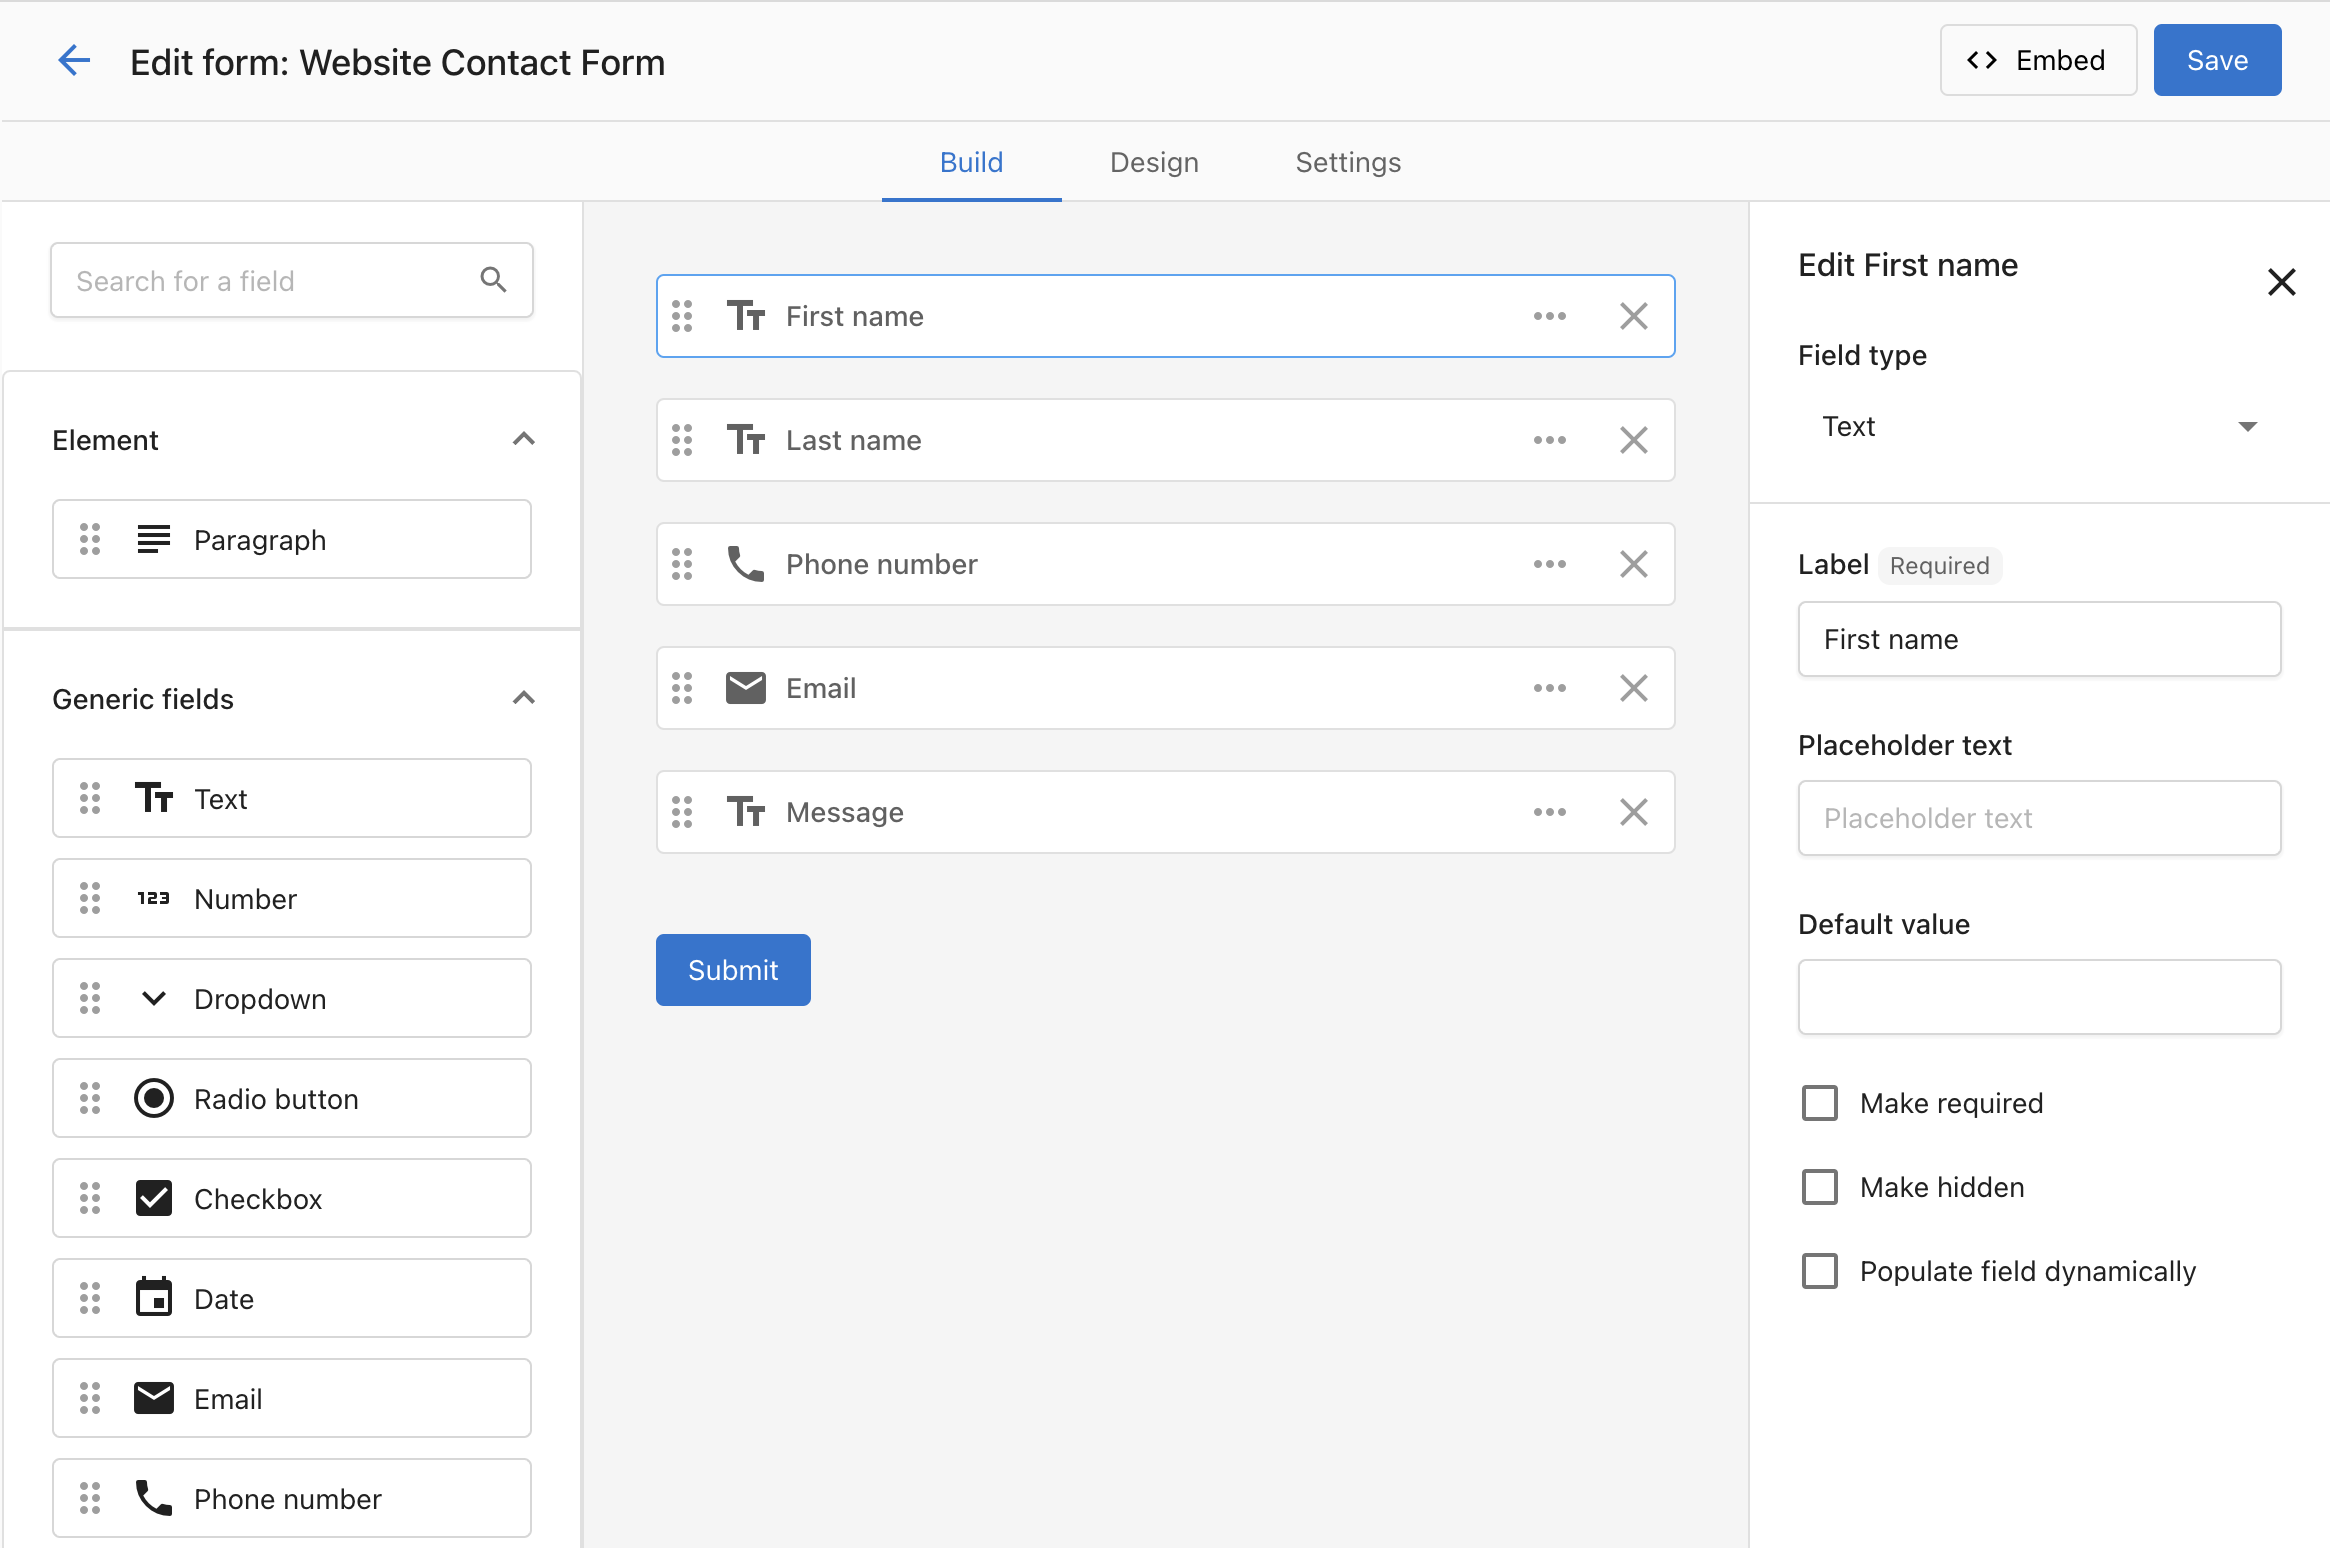 Edit form: Website Contact Form
Embed
Save
Build
Design
Settings
Search for a field
Element
Paragraph
Generic fields
Text
123 Number
Dropdown
Radio button
Checkbox
Date
Email
Phone number
First name
Last name
Phone number
Email
Message
Submit
Edit First name
Field type
Text
Label Required
First name
Placeholder text
Placeholder text
Default value
Make required
Make hidden
Populate field dynamically